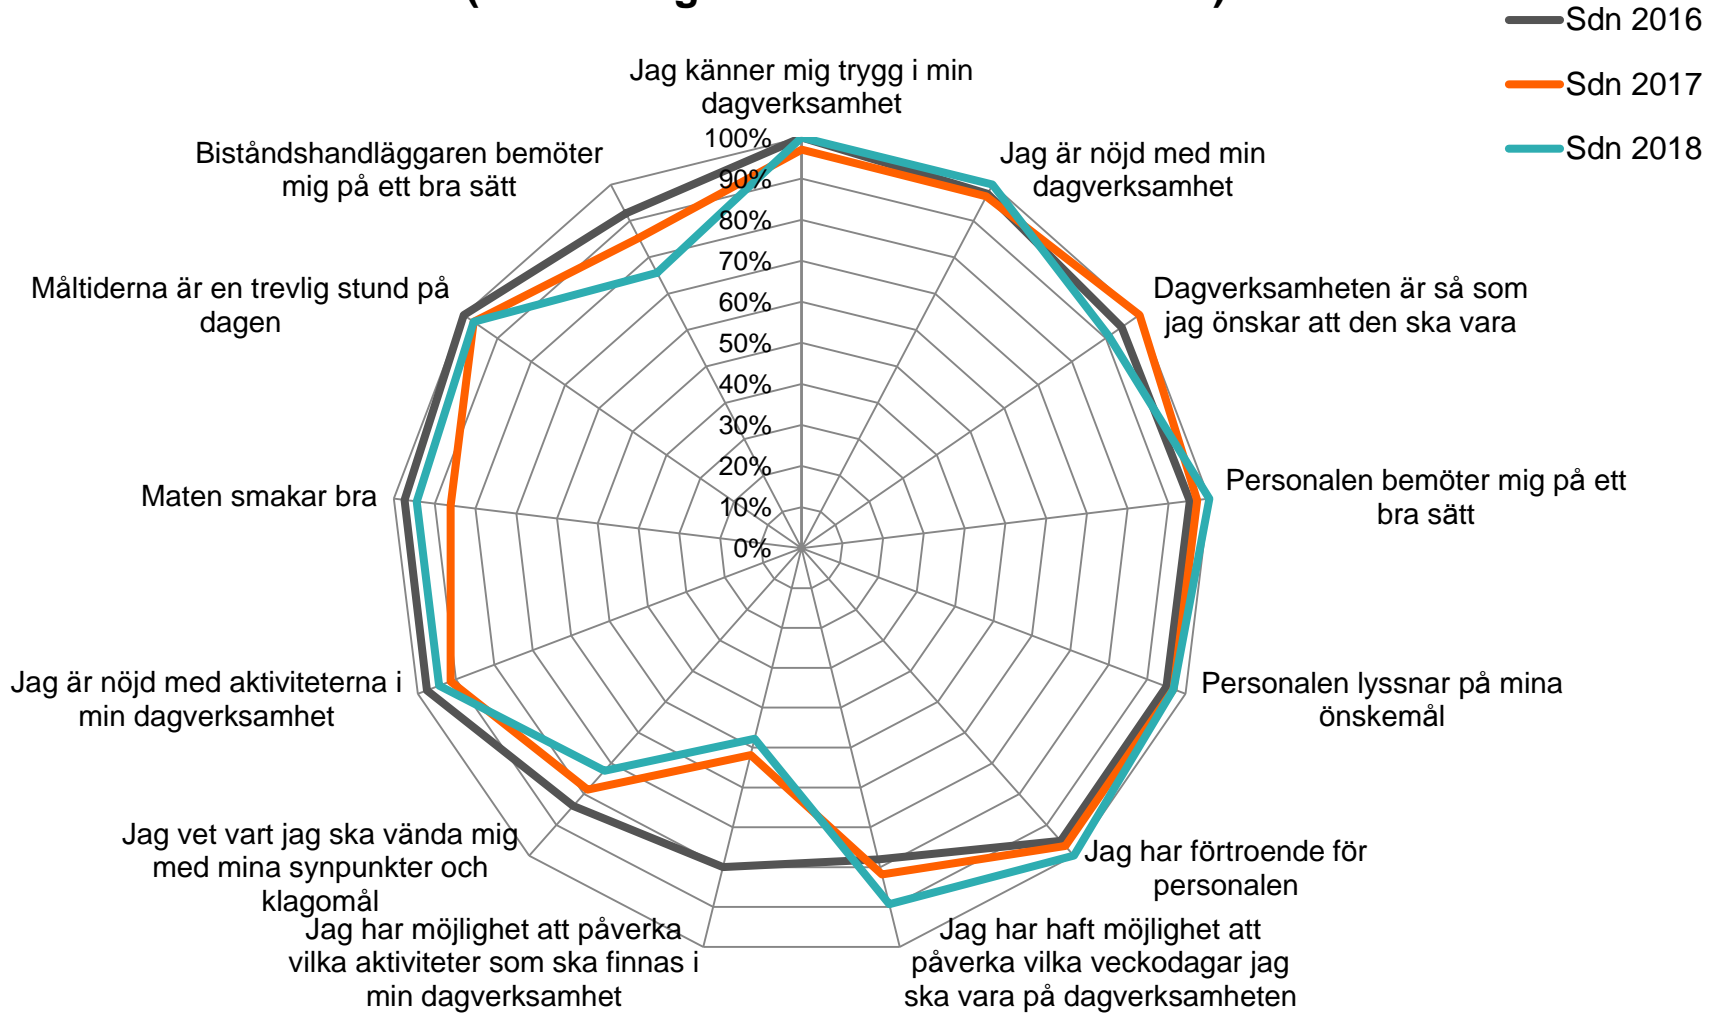 Sdn 2016
Sdn 2017
Sdn 2018
Jag känner mig trygg i min
dagverksamhet
Jag är nöjd med min
dagverksamhet
Dagverksamheten är så som
jag önskar att den ska vara
Personalen bemöter mig på ett
bra sätt
Personalen lyssnar på mina
önskemål
Jag har förtroende för
personalen
Jag har haft möjlighet att
påverka vilka veckodagar jag
ska vara på dagverksamheten
Jag har möjlighet att påverka
vilka aktiviteter som ska finnas i
min dagverksamhet
Jag vet vart jag ska vända mig
med mina synpunkter och
klagomål
Jag är nöjd med aktiviteterna i
min dagverksamhet
Maten smakar bra
Måltiderna är en trevlig stund på
dagen
Biståndshandläggaren bemöter
mig på ett bra sätt
100%
90%
80%
70%
60%
50%
40%
30%
20%
10%
0%